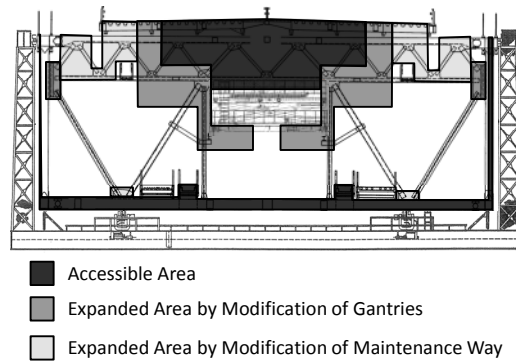 Accessible Area
Expanded Area by Modification of Gantries
Expanded Area by Modification of Maintenance Way